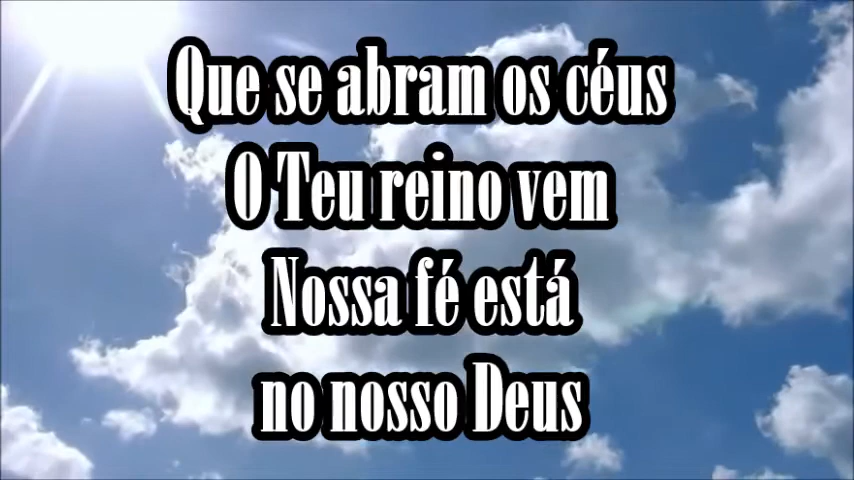 Que se abram os céus
O Teu reino vem
Nossa fé está
no nosso Deus